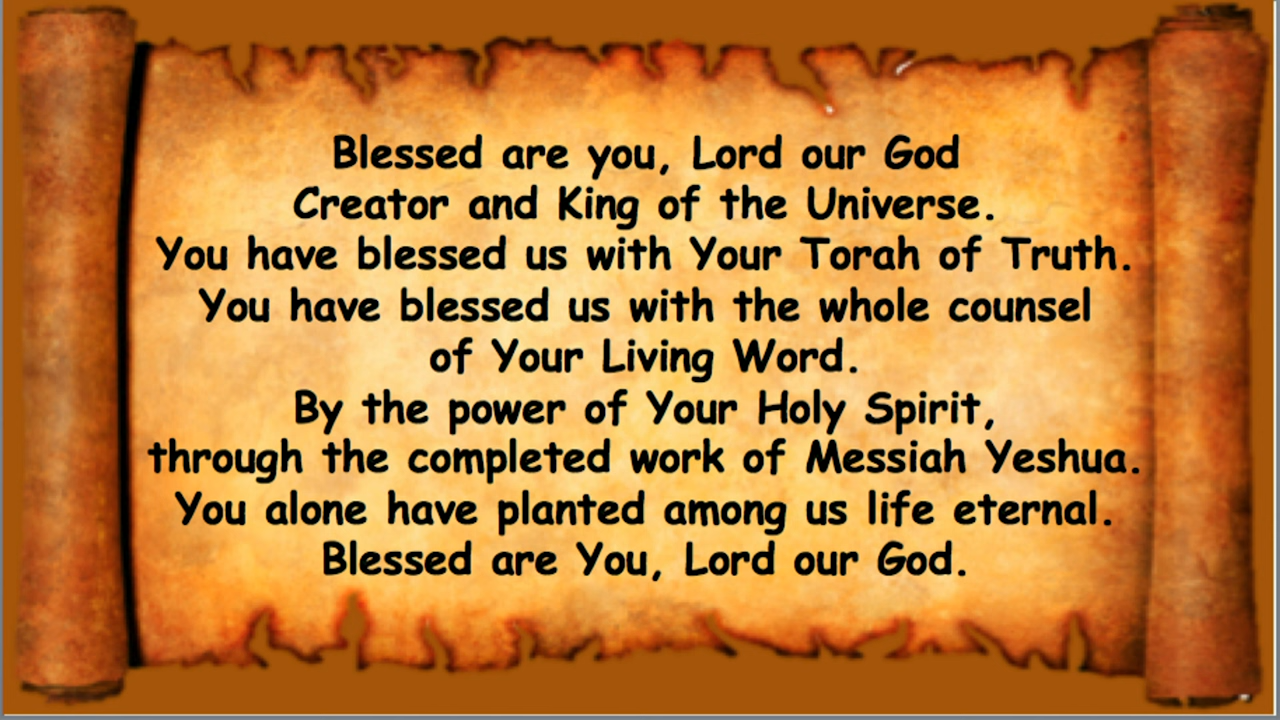 Blessed are you, Lord our God
Creator and King of the Universe.
You have blessed us with Your Torah of Truth.
You have blessed us with the whole counsel
of Your Living Word.
By the power of Your Holy Spirit,
through the completed work of Messiah Yeshua.
You alone have planted among us life eternal.
Blessed are You, Lord our God.